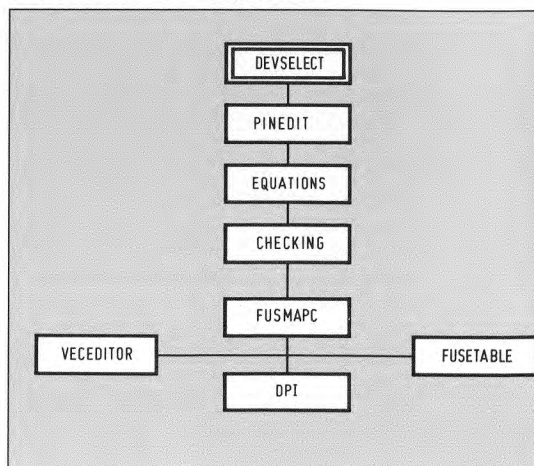 DEVSELECT
PINEDIT
EQUATIONS
CHECKING
FUSMAPC
VECEDITOR
FUSETABLE
DPI